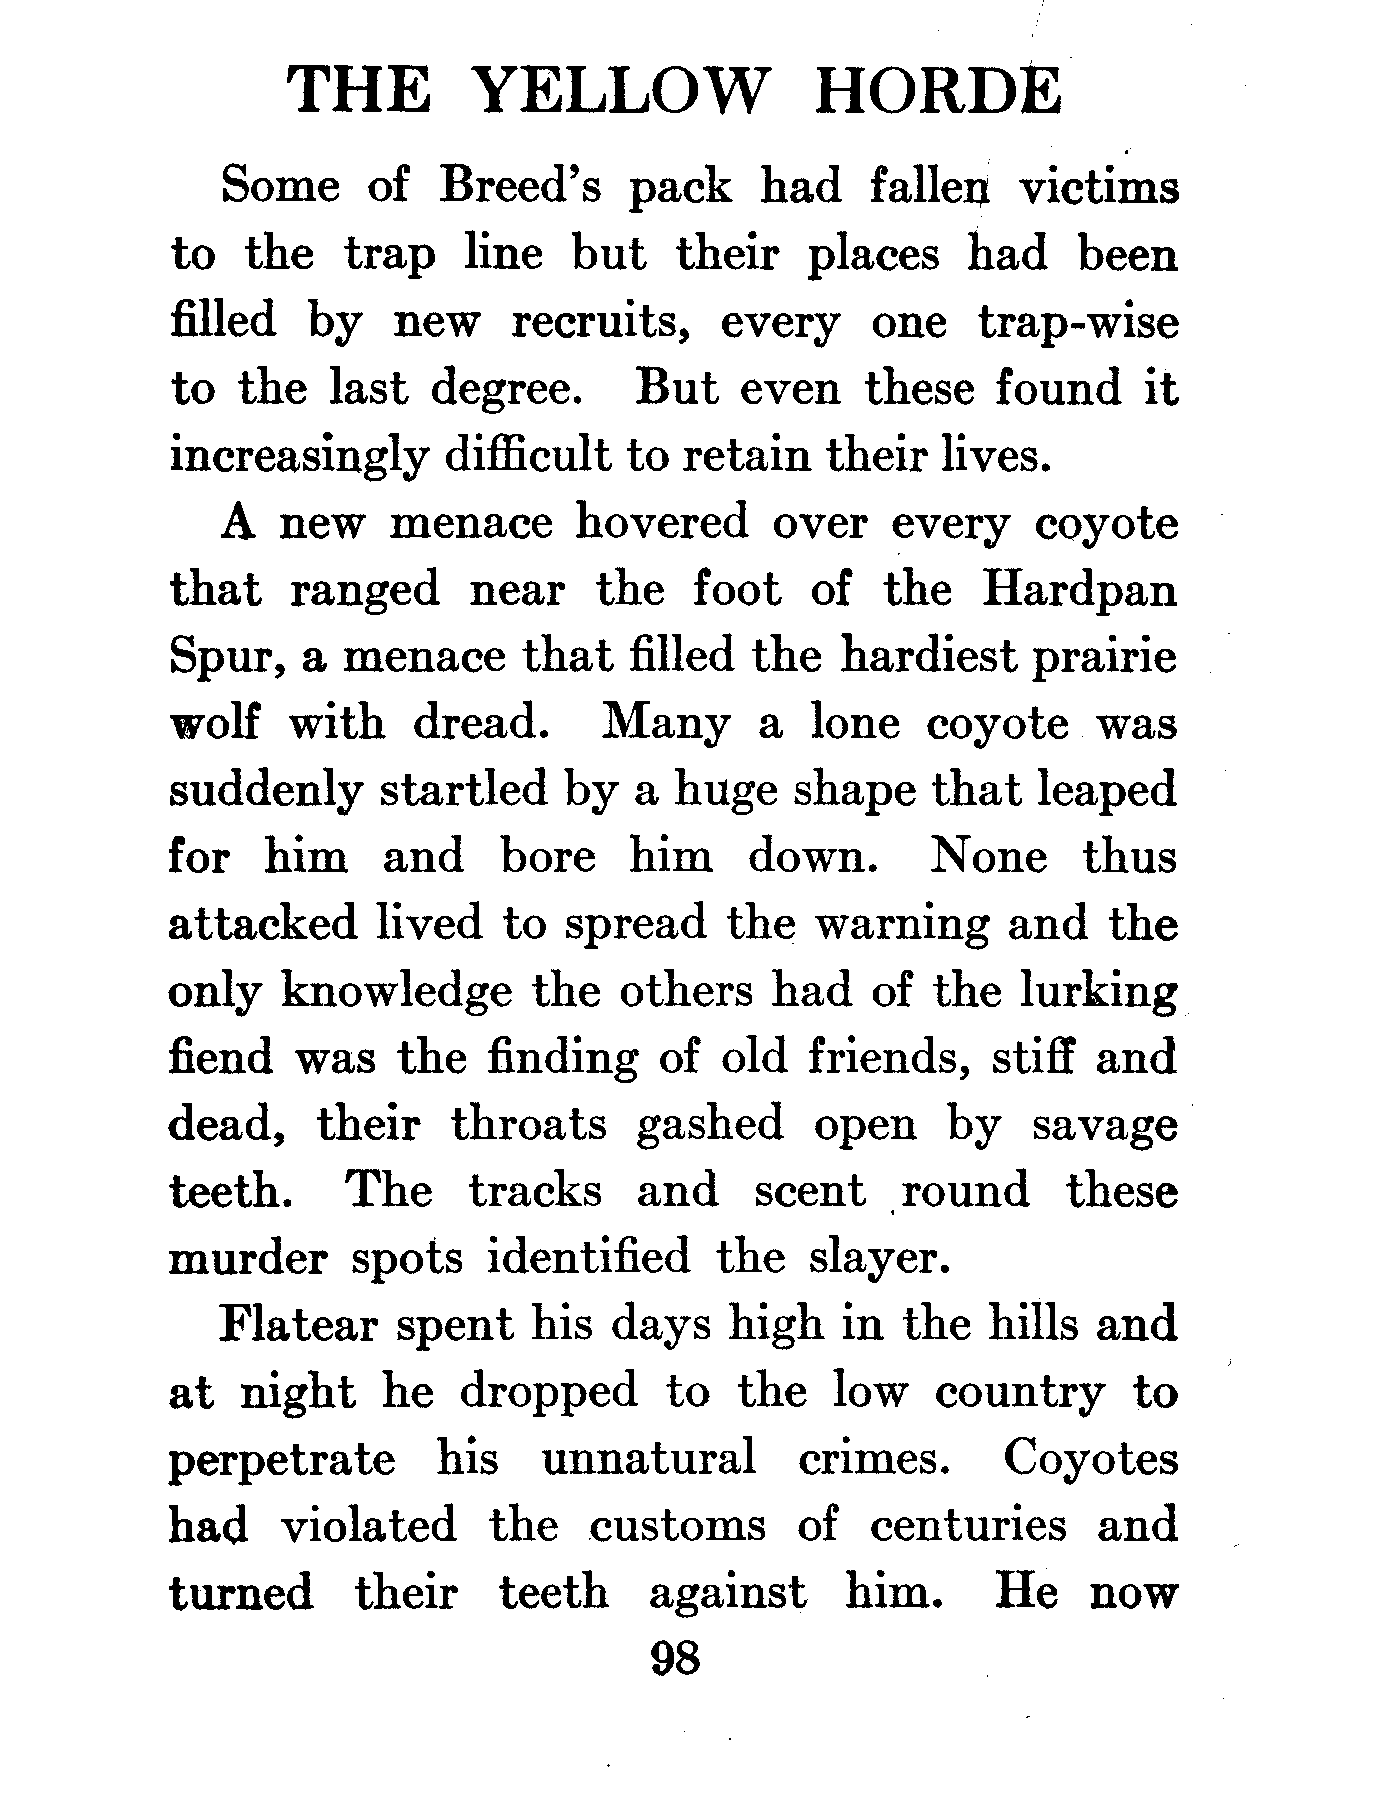 THE YELLOW HORDE
Some of Breed's pack had fallen victims
to the trap line but their places had been
filled by new recruits, every one trap-wise
to the last degree. But even these found it
increasingly difficult to retain their lives.
A new menace hovered over every coyote
that ranged near the foot of the Hardpan
Spur, a menace that filled the hardiest prairie
wolf with dread. Many a lone coyote was
suddenly startled by a huge shape that leaped
for him and bore him down. None thus
attacked lived to spread the warning and the
only knowledge the others had of the lurking
fiend was the finding of old friends, stiff and
dead, their throats gashed open by savage
teeth. The tracks and scent round these
murder spots identified the slayer.
Flatear spent his days high in the hills and
at night he dropped to the low country to
perpetrate his unnatural crimes. Coyotes
had violated the customs of centuries and
turned their teeth against him. He now
98